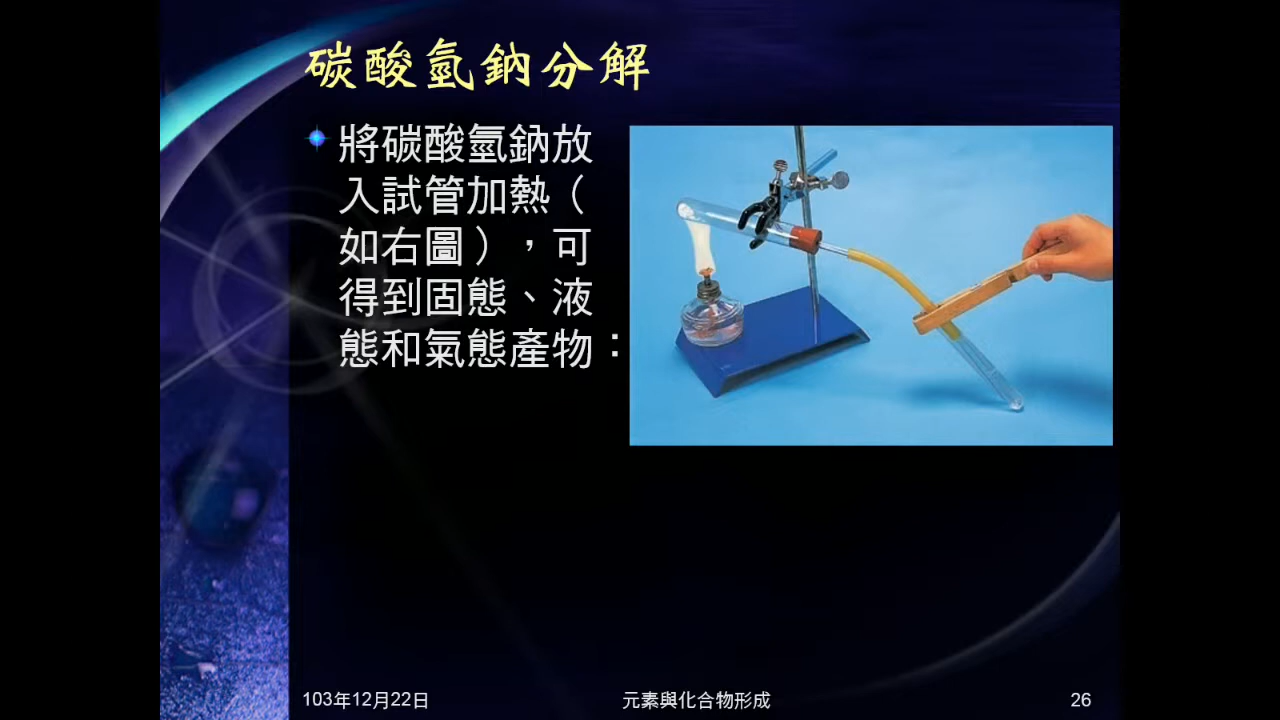 碳酸氫鈉分解
將碳酸氫鈉放
入試管加熱（
如右圖），可
得到固態、液
態和氣態產物：
103年12月22日
元素與化合物形成
26